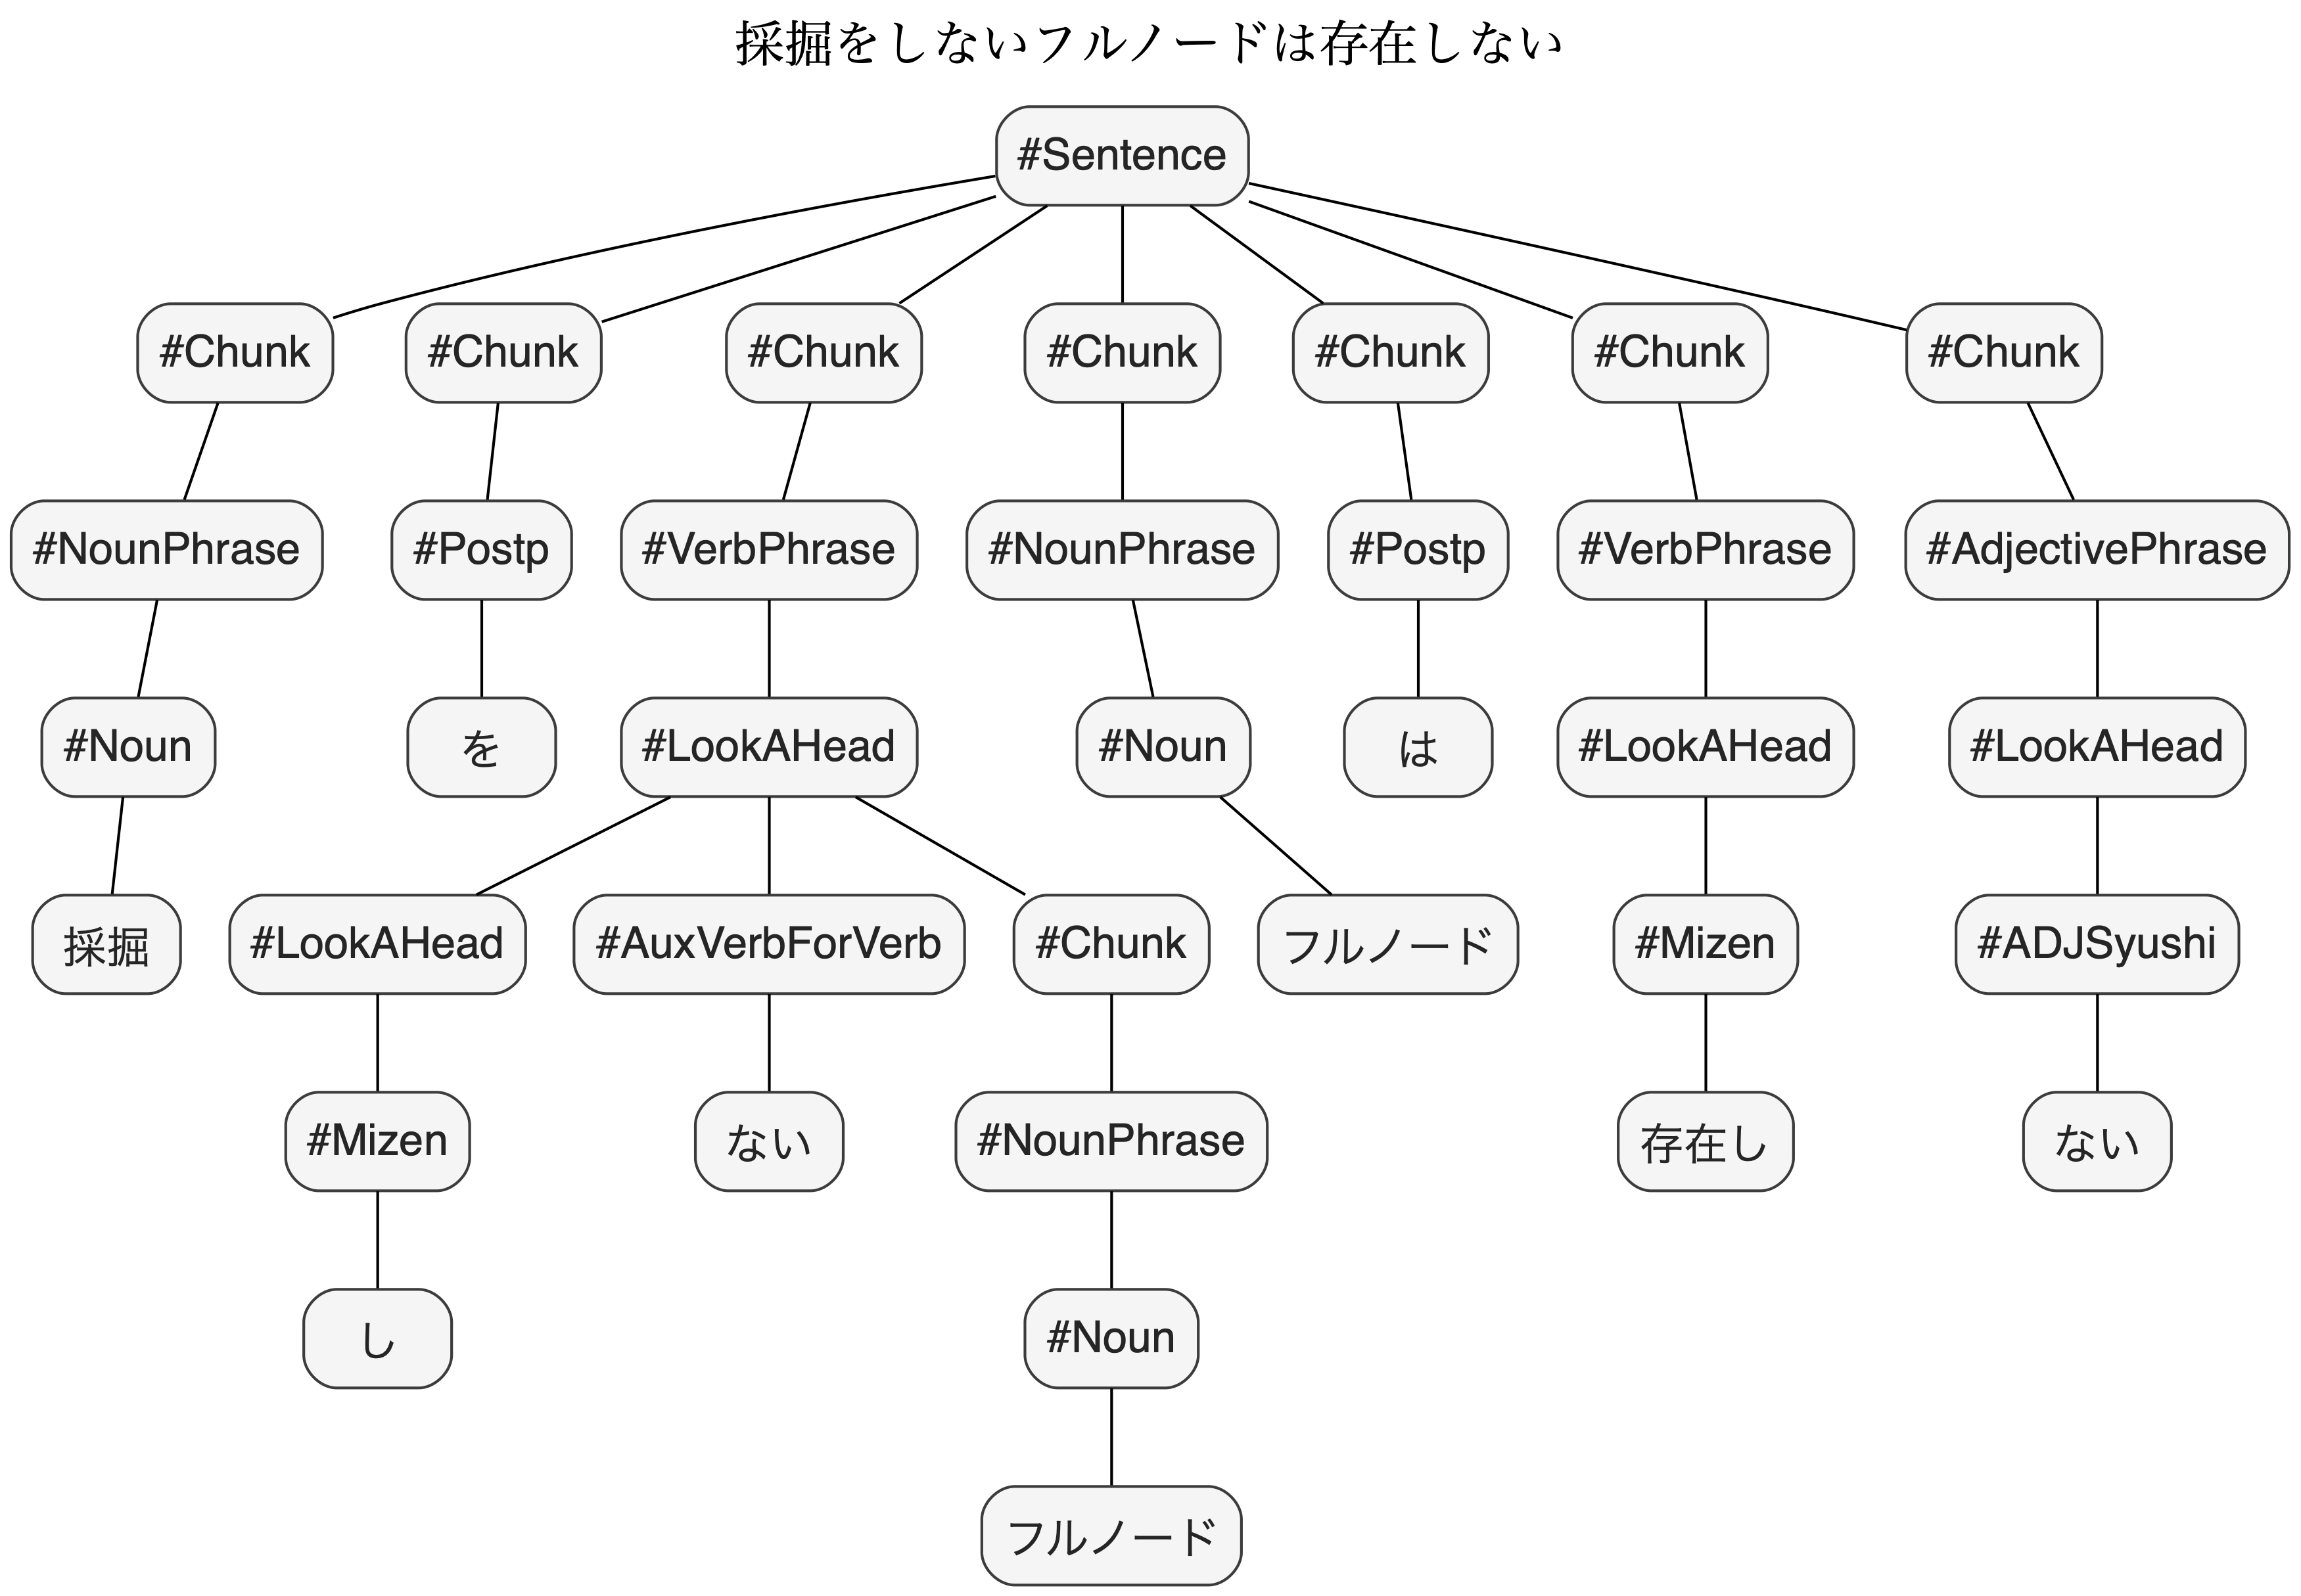 採掘をしないフルノードは存在しない
#Sentence
#Chunk #Chunk #Chunk #Chunk #Chunk #Chunk #Chunk
#NounPhrase #Postp #VerbPhrase #NounPhrase #Postp #VerbPhrase #AdjectivePhrase
#Noun を #LookAHead #Noun は #LookAHead #LookAHead
採掘 #LookAHead #AuxVerbForVerb #Chunk フルノード #Mizen #ADJSyushi
#Mizen ない #NounPhrase 存在し ない
し #Noun
フルノード